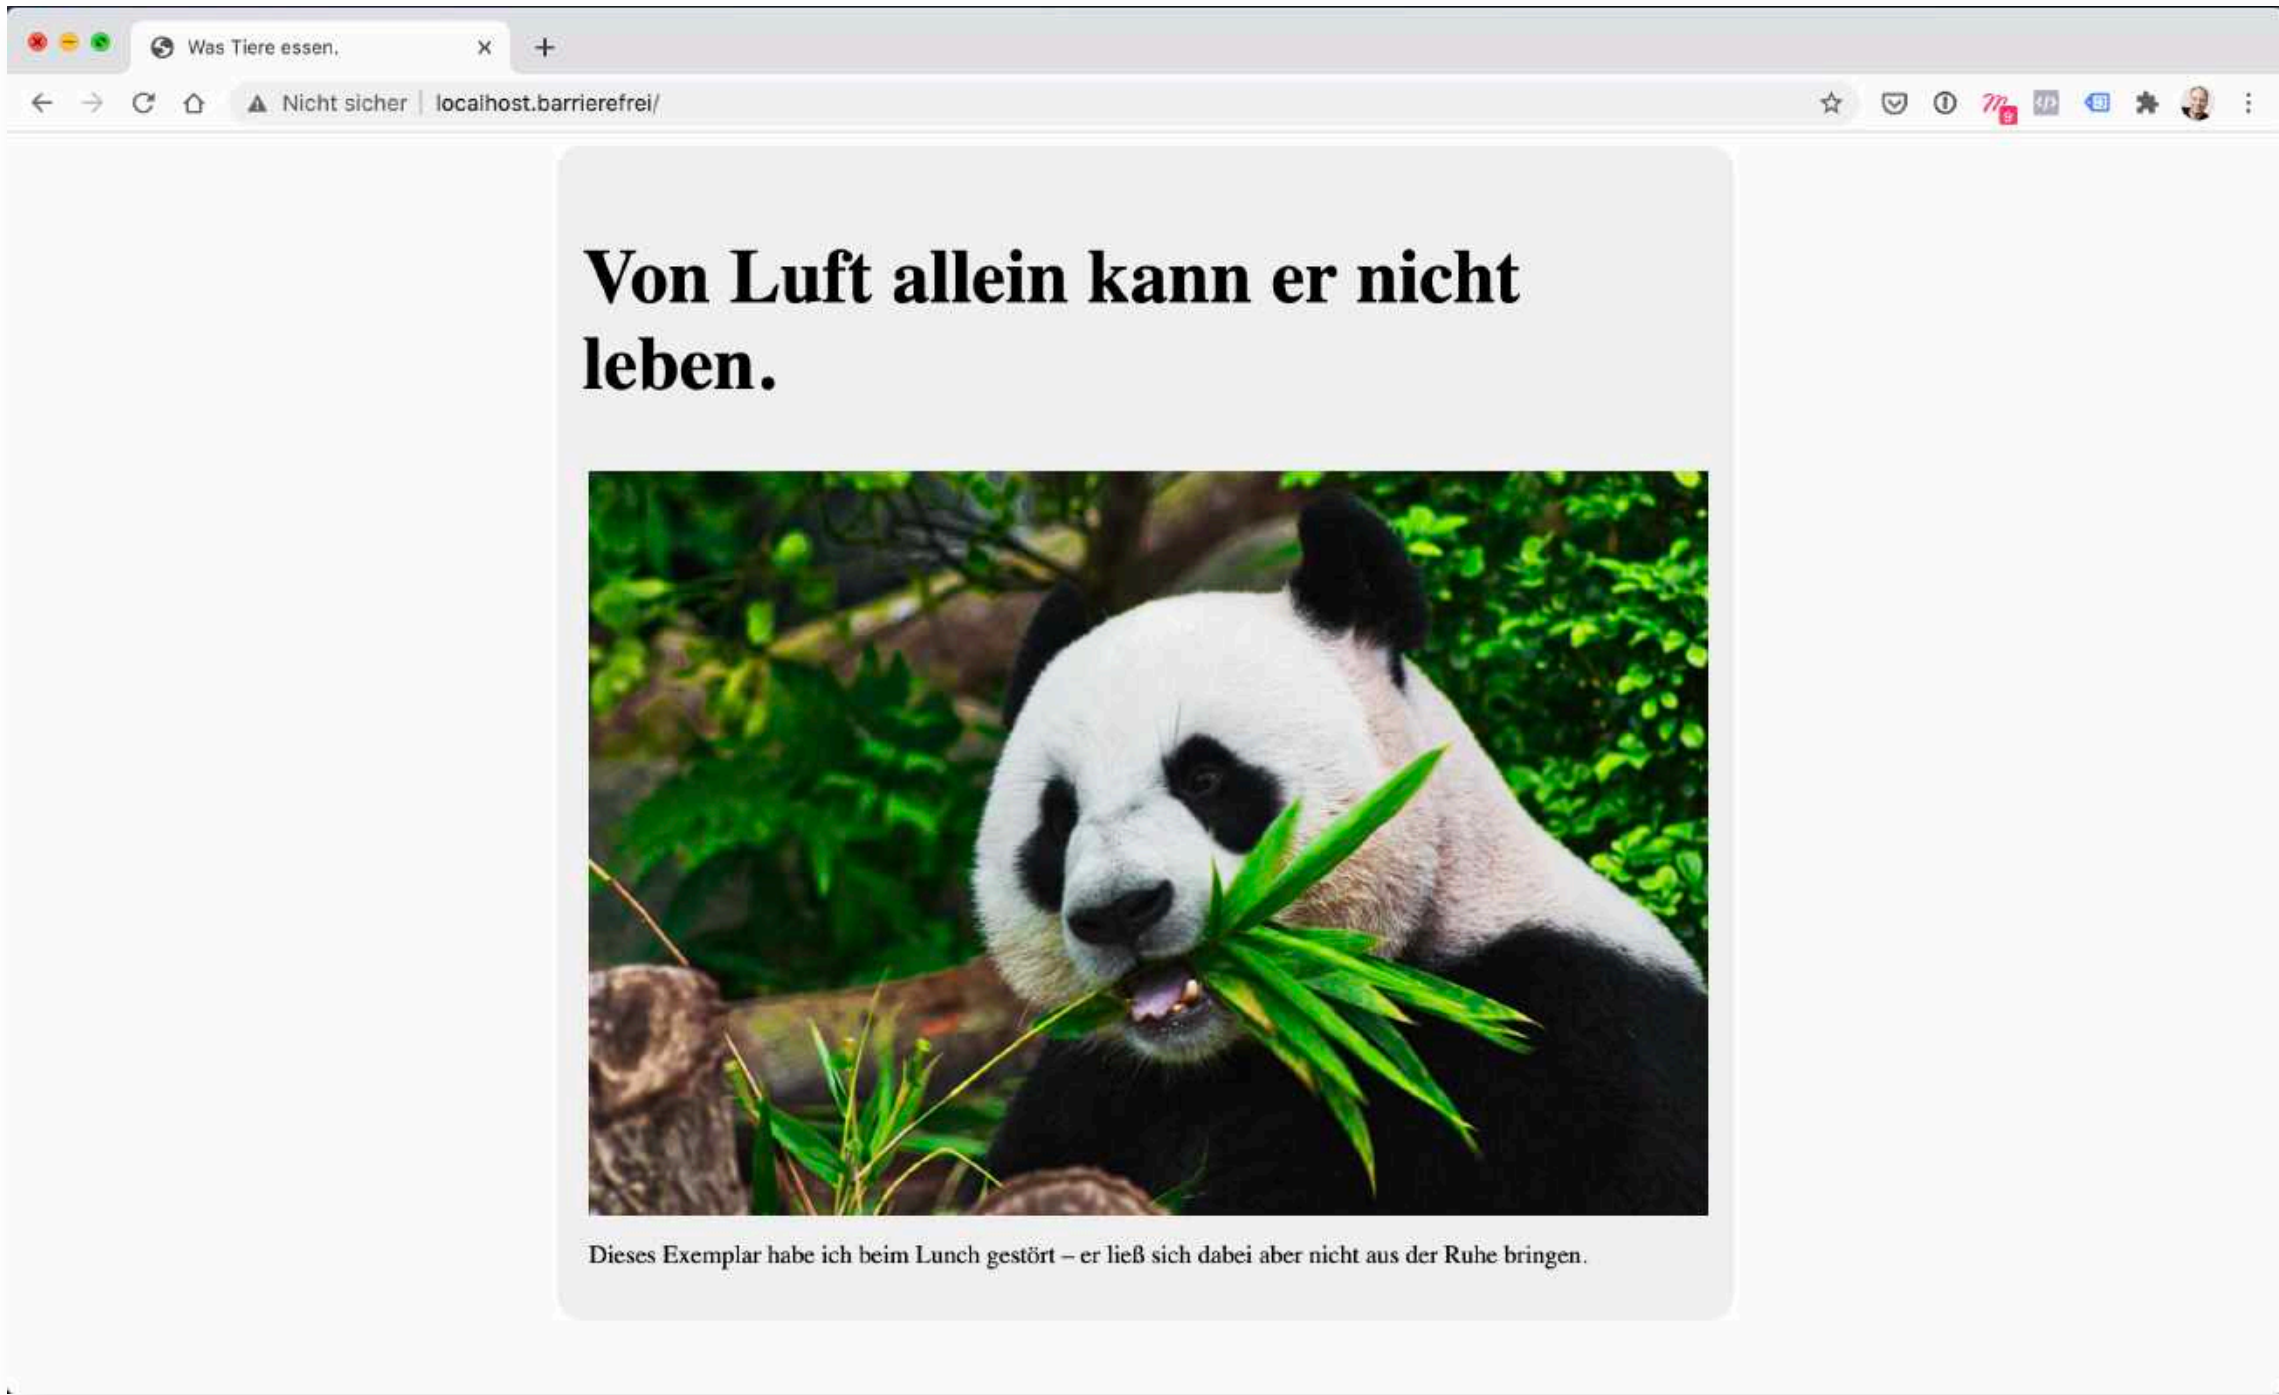 Was Tiere essen.
Nicht sicher localhost.barrierefrei/
9
Von Luft allein kann er nicht
leben.
Dieses Exemplar habe ich beim Lunch gestört – er ließ sich dabei aber nicht aus der Ruhe bringen.